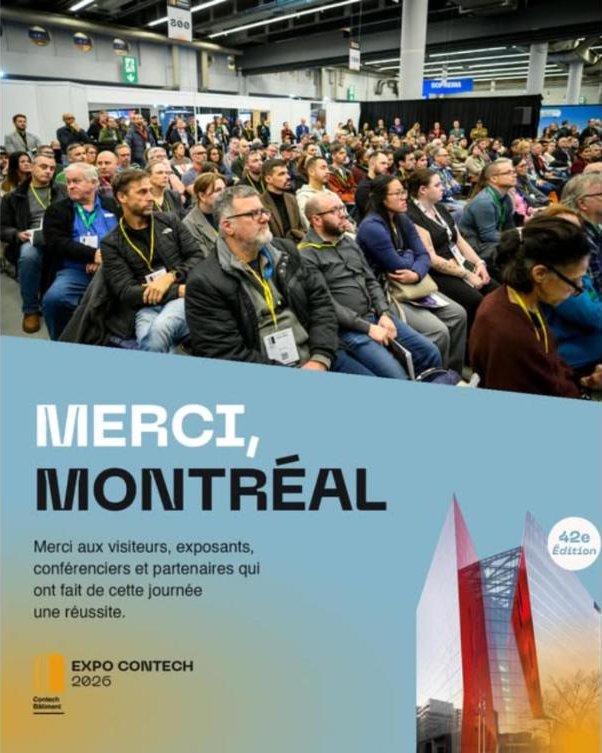 800
SOPREMA
MERCI,
MONTRÉAL
Merci aux visiteurs, exposants,
conférenciers et partenaires qui
ont fait de cette journée
une réussite.
42e
Édition
EXPO CONTECH
2026
Contech
Bâtiment